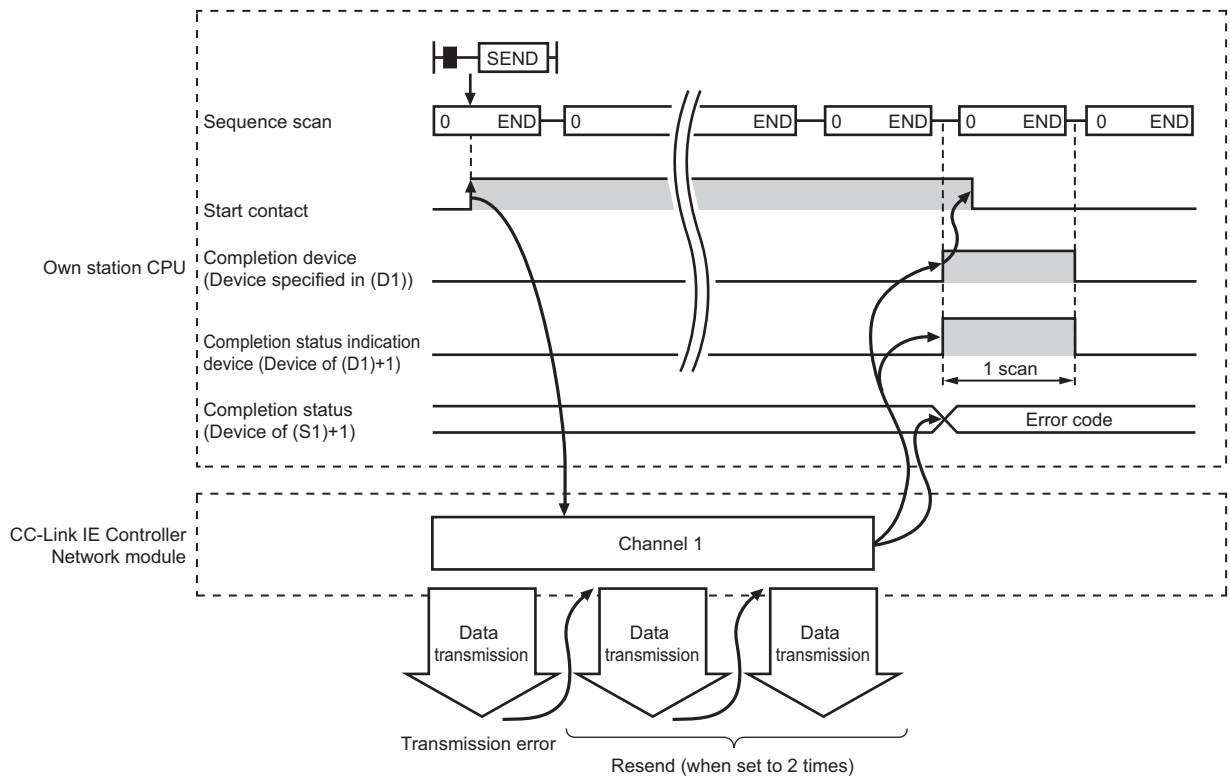 SEND
Sequence scan
0 END 0 END 0 END 0 END 0 END
Start contact
Own station CPU
Completion device
(Device specified in (D1))
Completion status indication
device (Device of (D1)+1)
1 scan
Completion status
(Device of (S1)+1)
Error code
CC-Link IE Controller
Network module
Channel 1
Data
transmission
Data
transmission
Data
transmission
Transmission error
Resend (when set to 2 times)